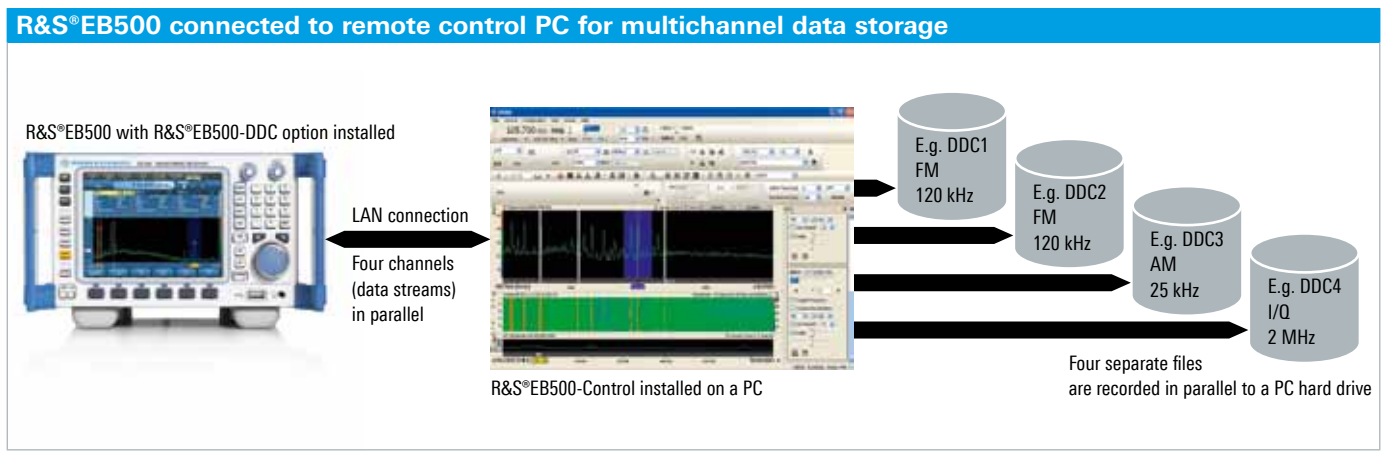 R&S®EB500 connected to remote control PC for multichannel data storage
R&S®EB500 with R&S®EB500-DDC option installed
LAN connection
Four channels
(data streams)
in parallel
R&S®EB500-Control installed on a PC
E.g. DDC1
FM
120 kHz
E.g. DDC2
FM
120 kHz
E.g. DDC3
AM
25 kHz
E.g. DDC4
I/Q
2 MHz
Four separate files
are recorded in parallel to a PC hard drive